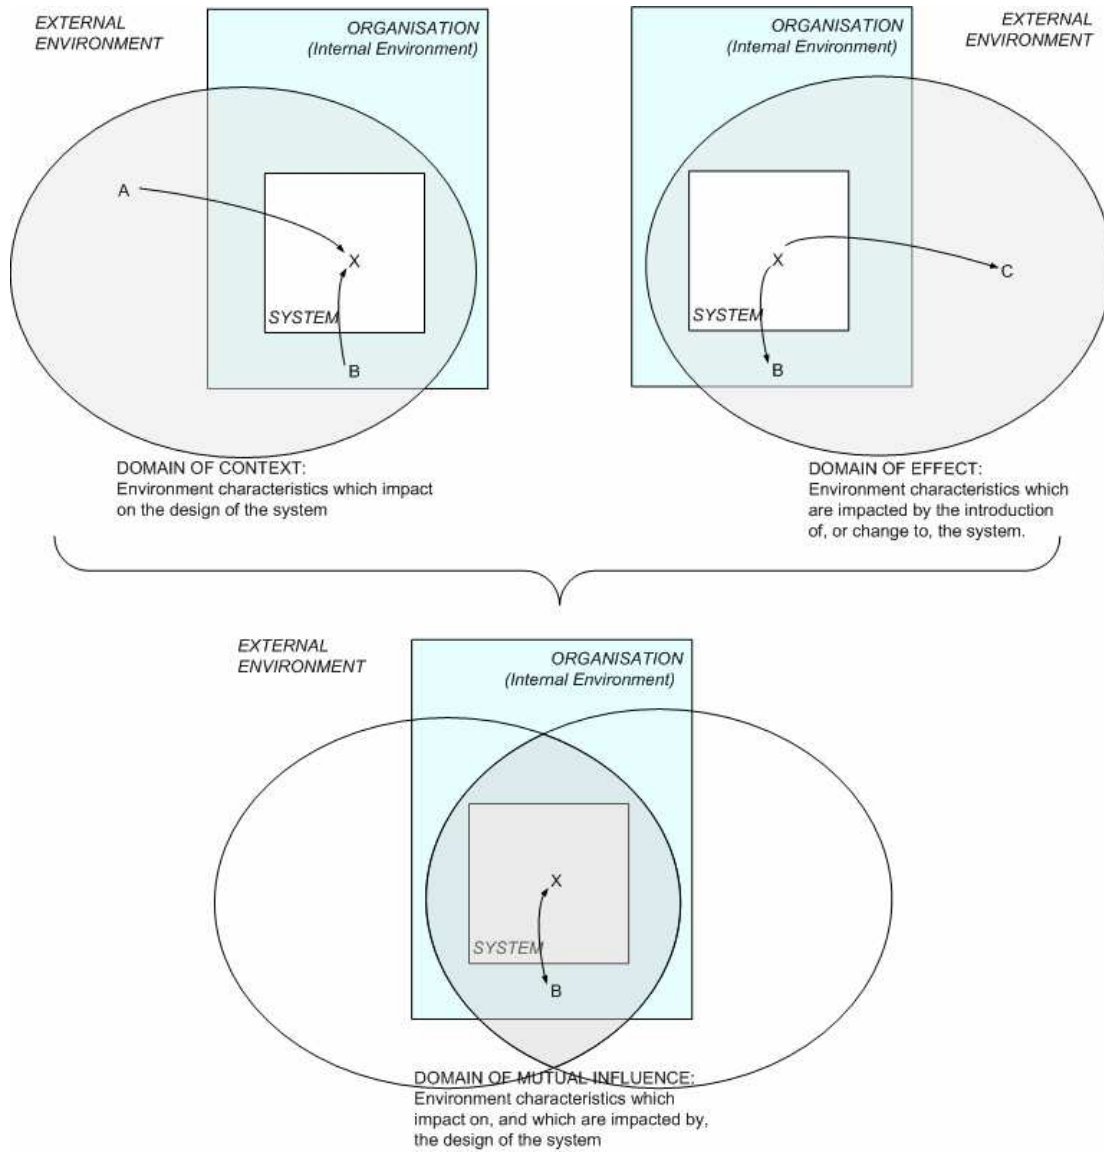 EXTERNAL
ENVIRONMENT
ORGANISATION
(Internal Environment)
A
X
SYSTEM
B
DOMAIN OF CONTEXT:
Environment characteristics which impact
on the design of the system
ORGANISATION
(Internal Environment)
EXTERNAL
ENVIRONMENT
X
C
SYSTEM
B
DOMAIN OF EFFECT:
Environment characteristics which
are impacted by the introduction
of, or change to, the system.
EXTERNAL
ENVIRONMENT
ORGANISATION
(Internal Environment)
X
SYSTEM
B
DOMAIN OF MUTUAL INFLUENCE:
Environment characteristics which
impact on, and which are impacted by,
the design of the system